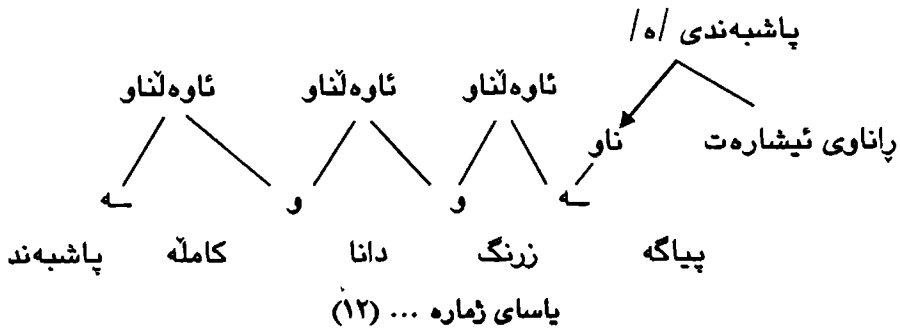 پاشبەندی /ە/
ئاوەڵناو ئاوەڵناو ئاوەڵناو
ڕاناوی ئیشارەت ناو
ـە و و ـە
پیاگە زرنگ دانا کامڵە پاشبەند
یاسای ژمارە ... (١٢)